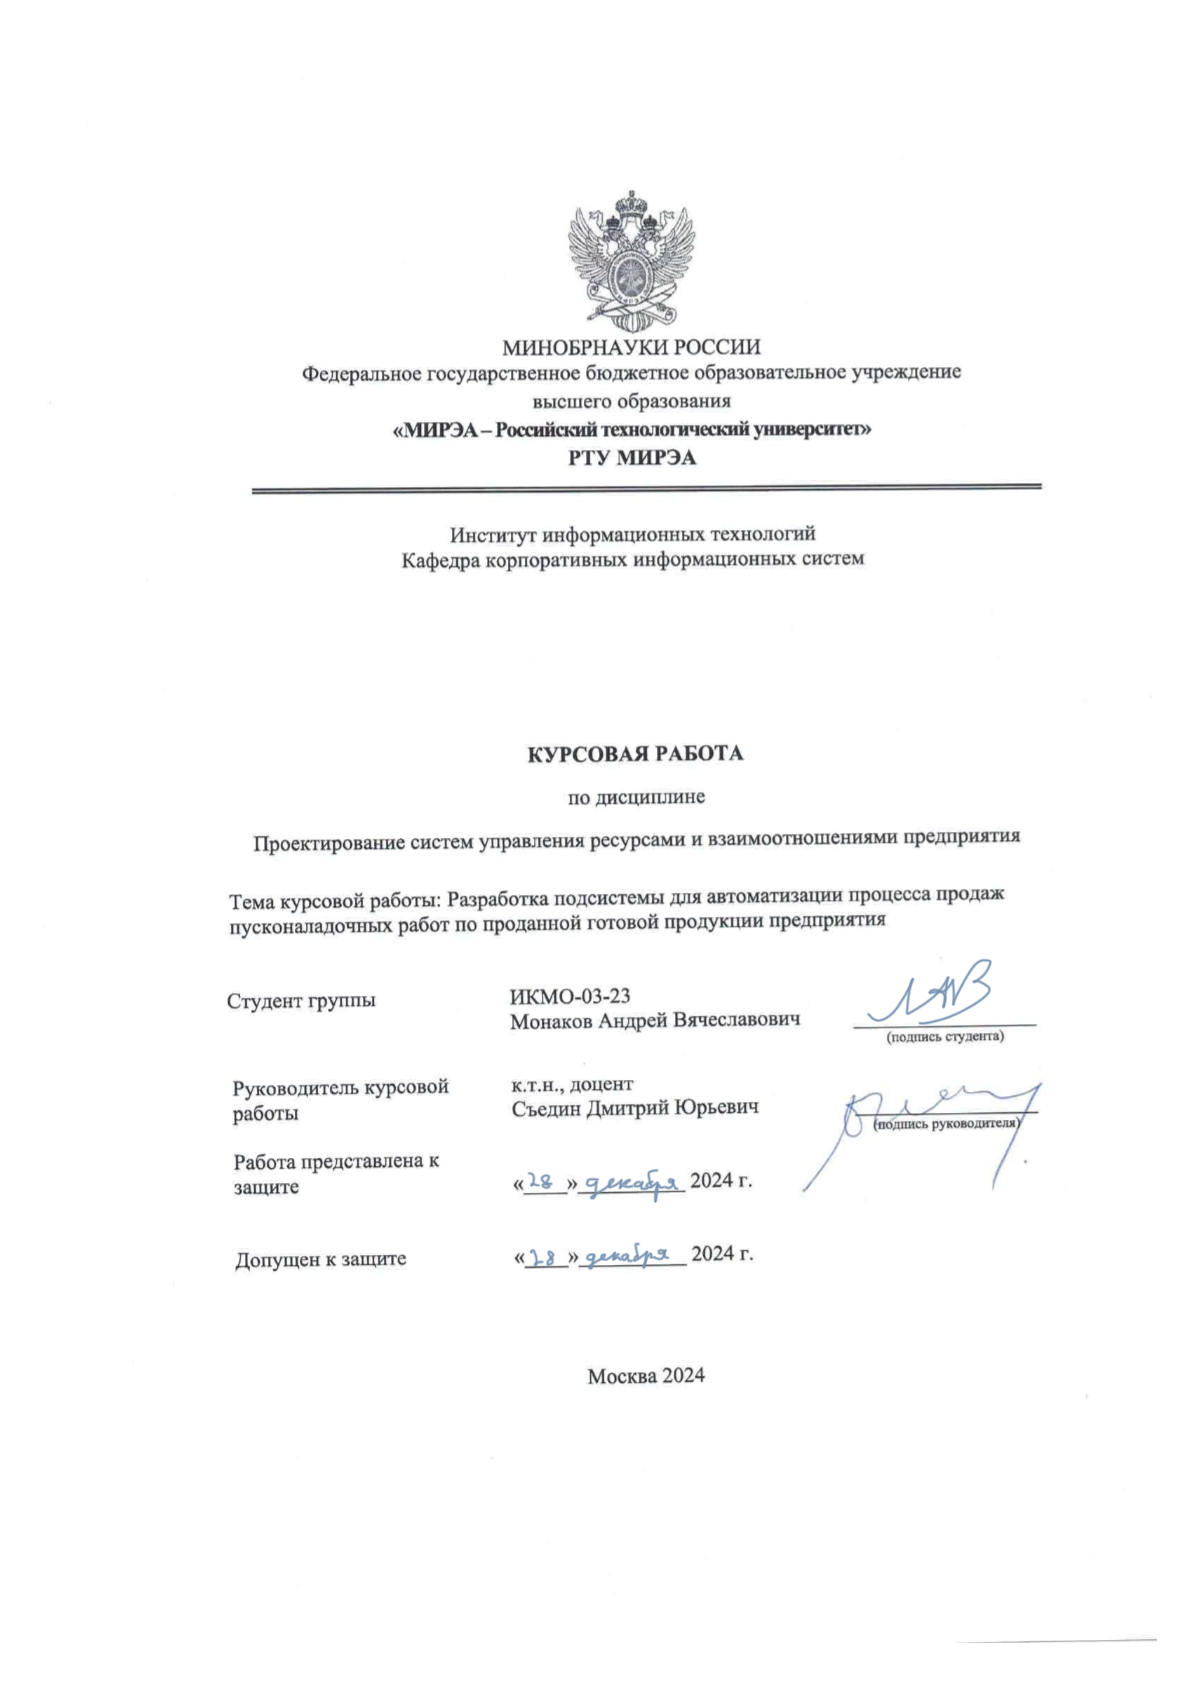 МИНОБРНАУКИ РОССИИ
Федеральное государственное бюджетное образовательное учреждение
высшего образования
«МИРЭА – Российский технологический университет»
РТУ МИРЭА
Институт информационных технологий
Кафедра корпоративных информационных систем
КУРСОВАЯ РАБОТА
по дисциплине
Проектирование систем управления ресурсами и взаимоотношениями предприятия
Тема курсовой работы: Разработка подсистемы для автоматизации процесса продаж
пусконаладочных работ по проданной готовой продукции предприятия
Студент группы
ИКМО-03-23
Монаков Андрей Вячеславович
(подпись студента)
Руководитель курсовой
работы
к.т.н., доцент
Съедин Дмитрий Юрьевич
(подпись руководителя)
Работа представлена к
защите
«28» декабря 2024 г.
Допущен к защите
«28» декабря 2024 г.
Москва 2024